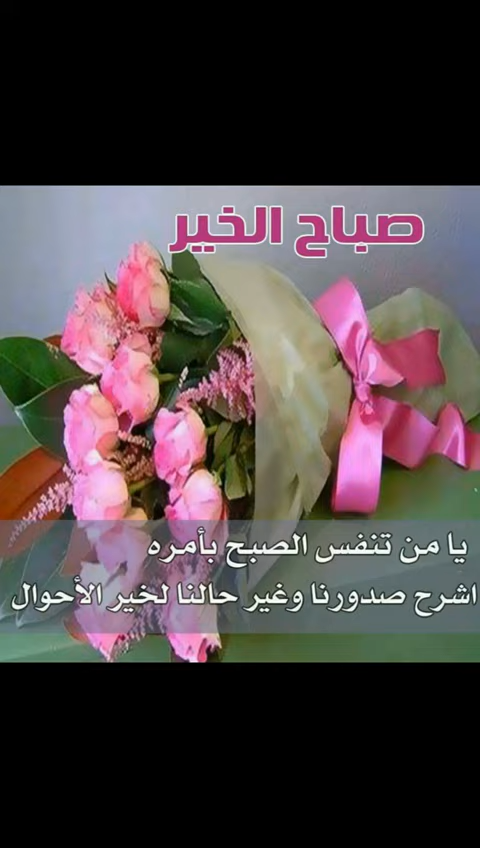 صباح الخير
يا من تنفس الصبح بأمره
اشرح صدورنا وغير حالنا لخير الأحوال